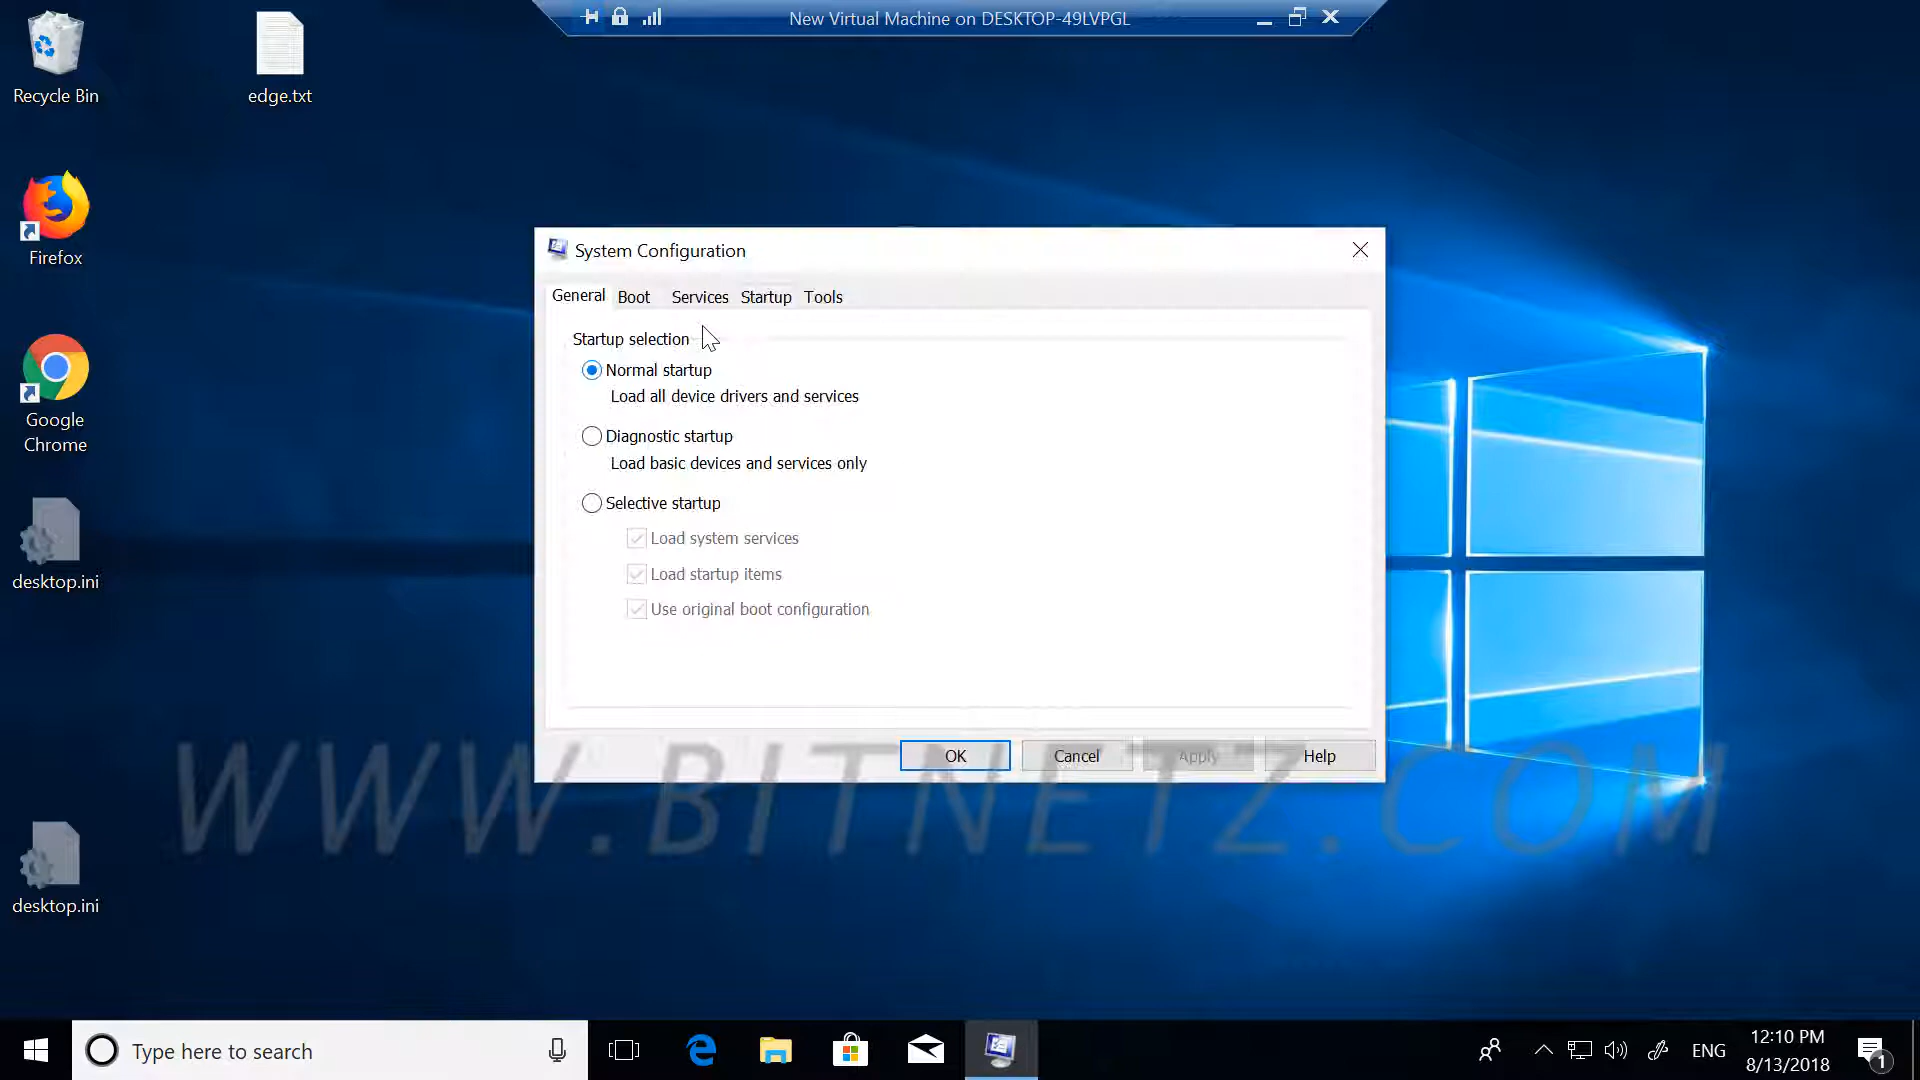 New Virtual Machine on DESKTOP-49LVPGL
Recycle Bin
edge.txt
Firefox
Google
Chrome
desktop.ini
desktop.ini
System Configuration
General Boot Services Startup Tools
Startup selection
Normal startup
Load all device drivers and services
Diagnostic startup
Load basic devices and services only
Selective startup
Load system services
Load startup items
Use original boot configuration
OK Cancel Apply Help
WWW.BITNETZ.COM
Type here to search
ENG
12:10 PM
8/13/2018
1